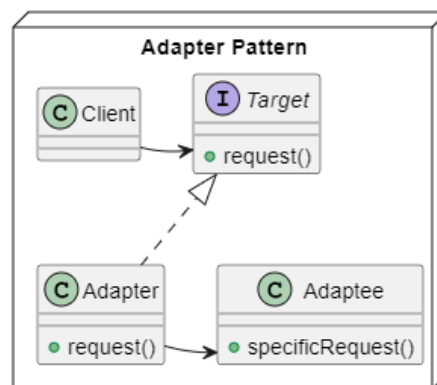 Adapter Pattern
C Client
I Target
request()
C Adapter
request()
C Adaptee
specificRequest()